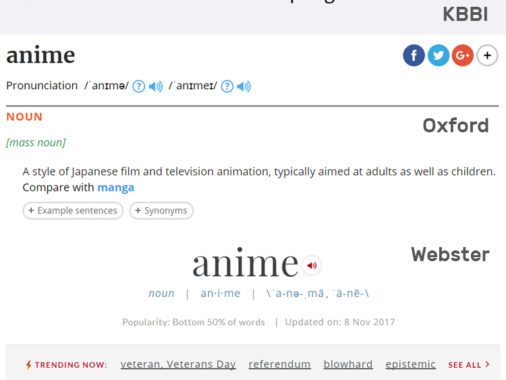 KBBI
anime
Pronunciation /ˈanɪmə/ /ˈanɪmeɪ/
NOUN
Oxford
[mass noun]
A style of Japanese film and television animation, typically aimed at adults as well as children.
Compare with manga
+ Example sentences + Synonyms
Webster
anime
noun | an·i·me | \ˈa-nə-ˌmā, ˈä-nē-\
Popularity: Bottom 50% of words | Updated on: 8 Nov 2017
TRENDING NOW: veteran, Veterans Day referendum blowhard epistemic SEE ALL >